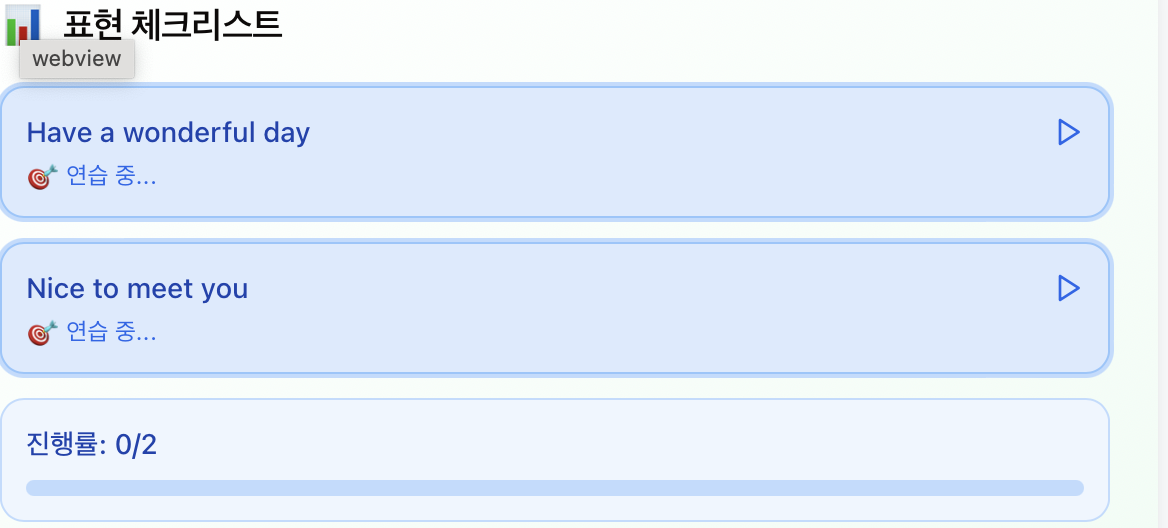 표현 체크리스트
webview
Have a wonderful day
연습 중...
Nice to meet you
연습 중...
진행률: 0/2